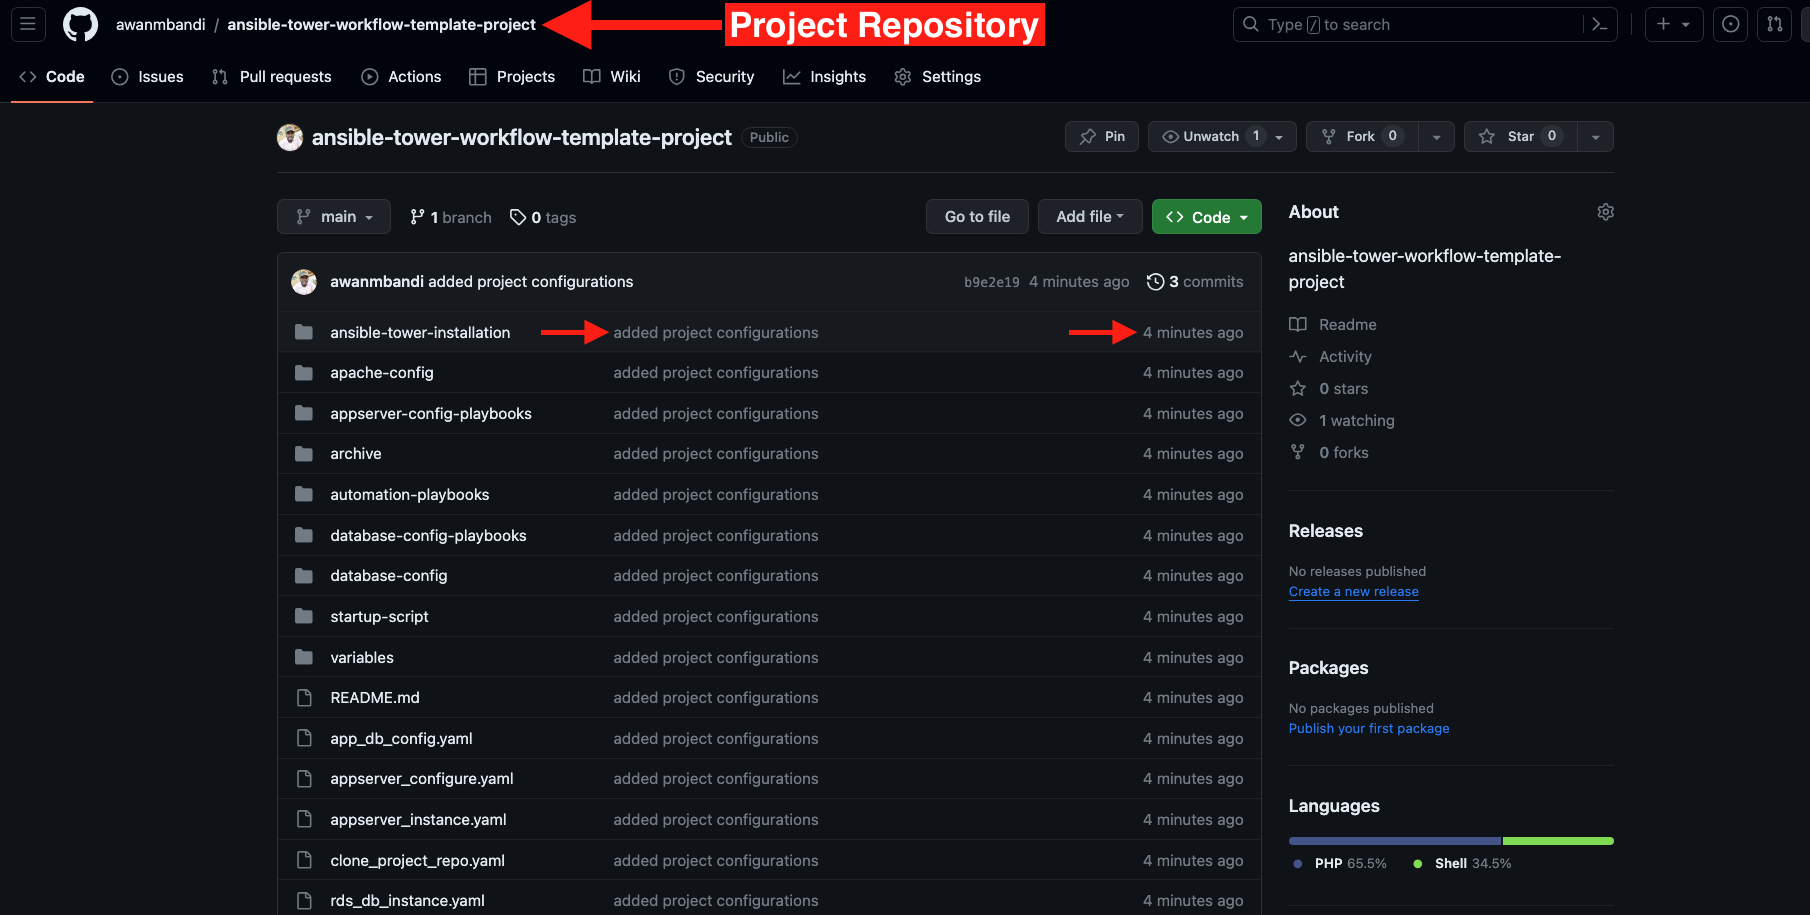 awanmbandi / ansible-tower-workflow-template-project
Project Repository
Type / to search
Code Issues Pull requests Actions Projects Wiki Security Insights Settings
ansible-tower-workflow-template-project Public
Pin Unwatch 1 Fork 0 Star 0
main 1 branch 0 tags Go to file Add file Code
awanmbandi added project configurations b9e2e19 4 minutes ago 3 commits
ansible-tower-installation added project configurations 4 minutes ago
apache-config added project configurations 4 minutes ago
appserver-config-playbooks added project configurations 4 minutes ago
archive added project configurations 4 minutes ago
automation-playbooks added project configurations 4 minutes ago
database-config-playbooks added project configurations 4 minutes ago
database-config added project configurations 4 minutes ago
startup-script added project configurations 4 minutes ago
variables added project configurations 4 minutes ago
README.md added project configurations 4 minutes ago
app_db_config.yaml added project configurations 4 minutes ago
appserver_configure.yaml added project configurations 4 minutes ago
appserver_instance.yaml added project configurations 4 minutes ago
clone_project_repo.yaml added project configurations 4 minutes ago
rds_db_instance.yaml added project configurations 4 minutes ago
About
ansible-tower-workflow-template-
project
Readme
Activity
0 stars
1 watching
0 forks
Releases
No releases published
Create a new release
Packages
No packages published
Publish your first package
Languages
PHP 65.5% Shell 34.5%